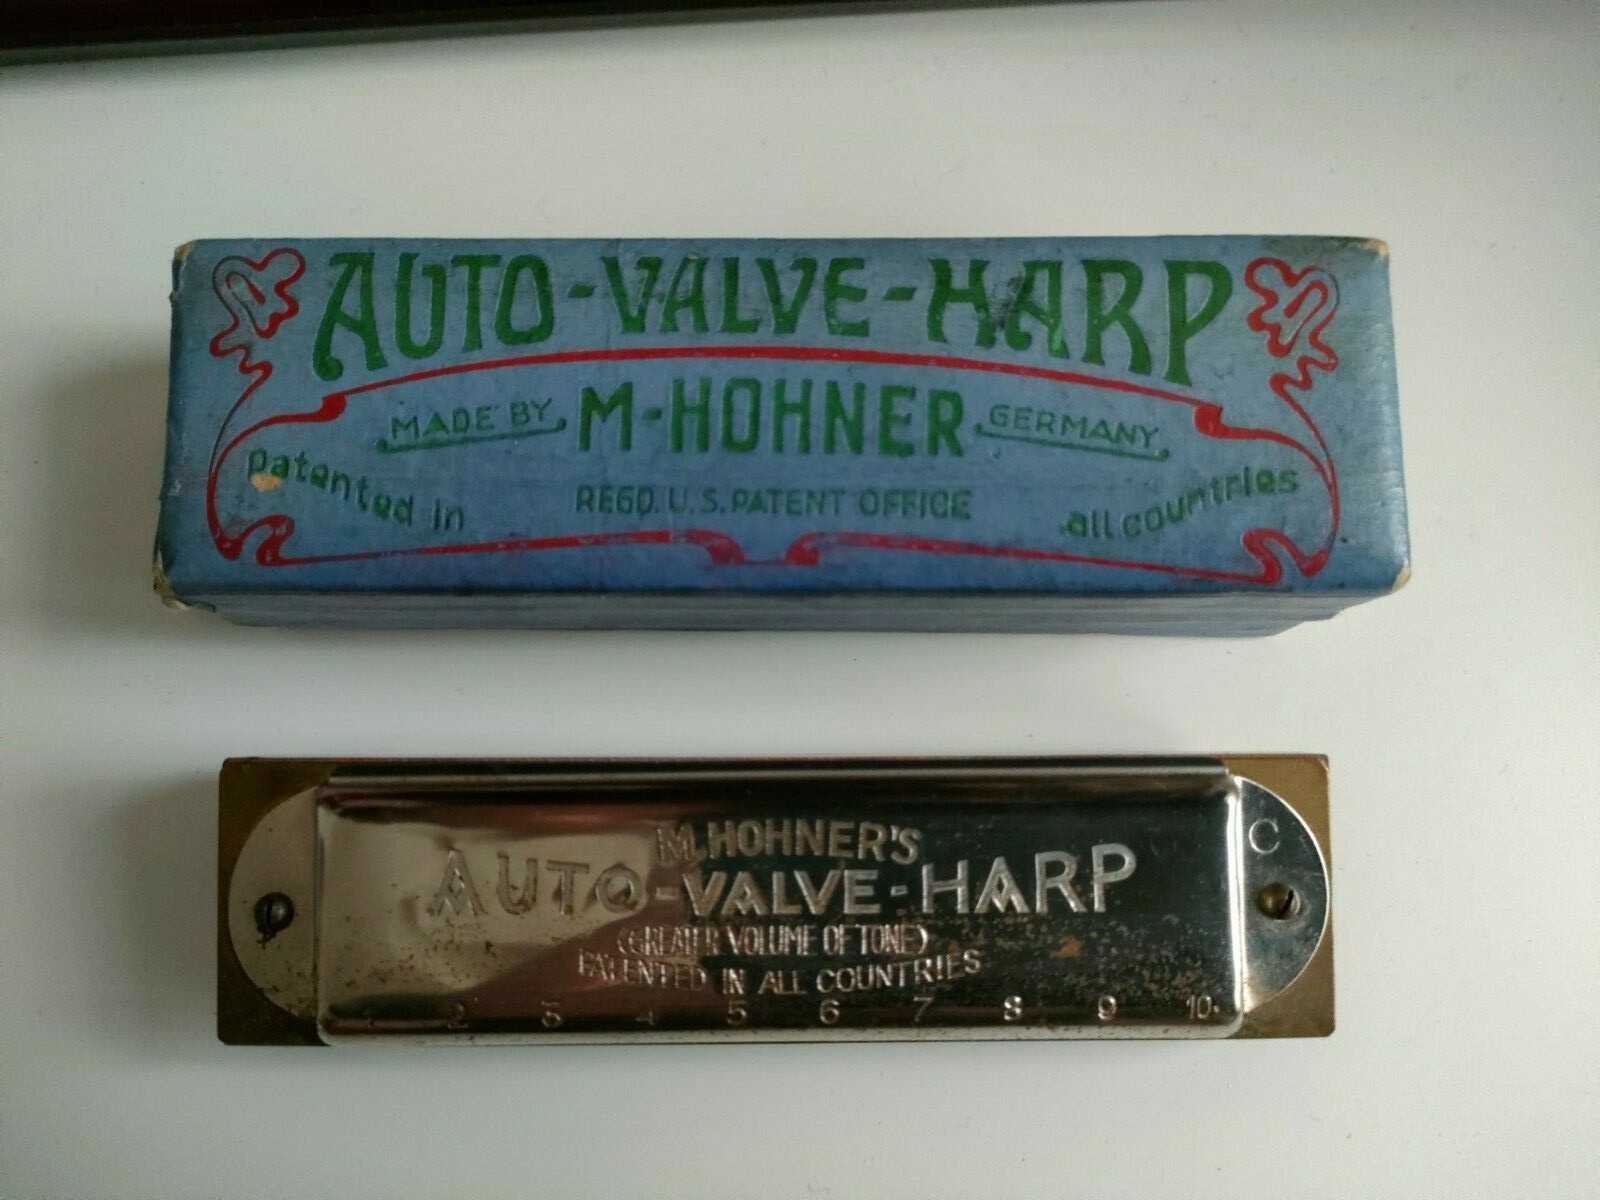 AUTO-VALVE-HARP
MADE BY M-HOHNER GERMANY
Patented in REGD. U.S. PATENT OFFICE all countries
M. HOHNER'S
AUTO-VALVE-HARP
C
(GREATER VOLUME OF TONE)
PATENTED IN ALL COUNTRIES
1 2 3 4 5 6 7 8 9 10